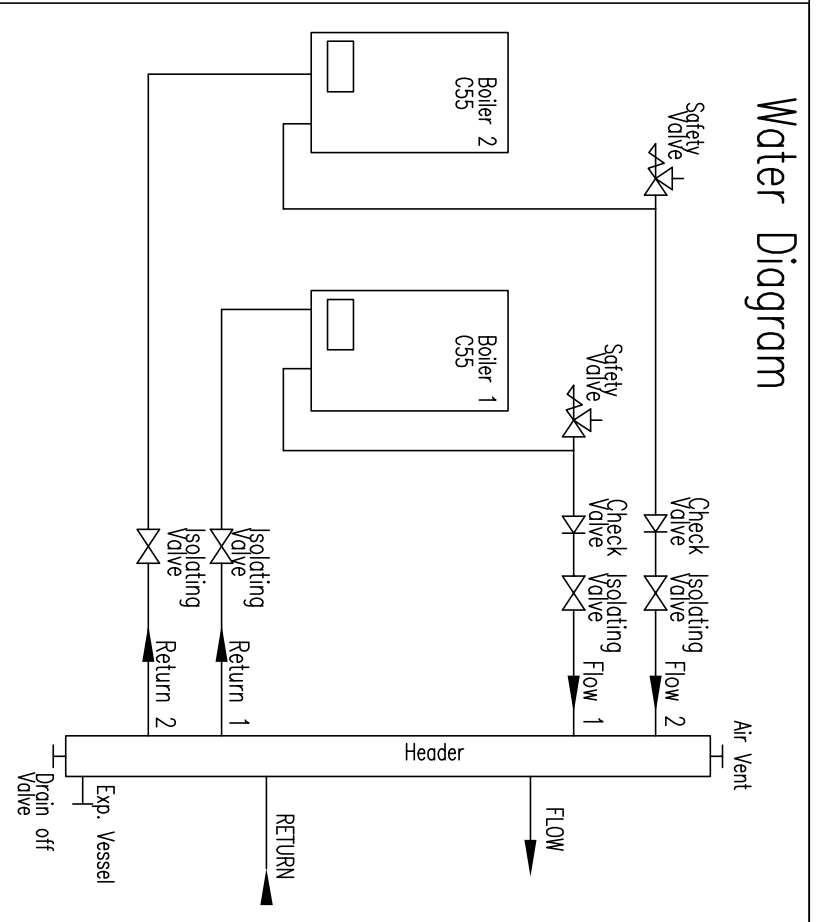 Water Diagram
Safety
Valve
Boiler 2
C55
Safety
Valve
Boiler 1
C55
Check
Valve
Isolating
Valve
Flow 2
Check
Valve
Isolating
Valve
Flow 1
Isolating
Valve
Return 1
Isolating
Valve
Return 2
Air Vent
Header
FLOW
RETURN
Exp. Vessel
Drain off
Valve